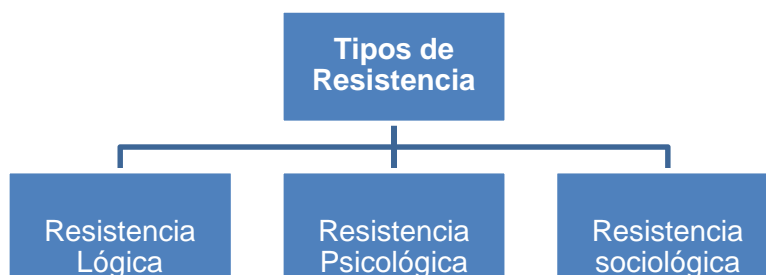 Tipos de
Resistencia
Resistencia
Lógica
Resistencia
Psicológica
Resistencia
sociológica